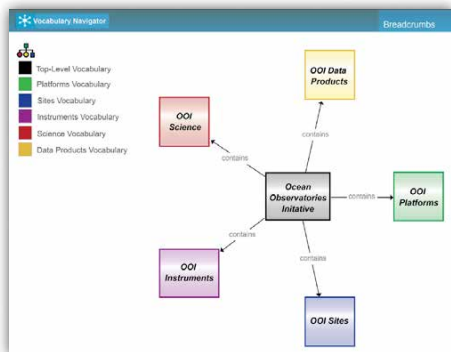 Vocabulary Navigator
Breadcrumbs
Top-Level Vocabulary
Platforms Vocabulary
Sites Vocabulary
Instruments Vocabulary
Science Vocabulary
Data Products Vocabulary
OOI Data
Products
OOI
Science
contains
contains
Ocean
Observatories
Initative
contains
OOI
Platforms
contains
contains
OOI
Instruments
OOI Sites